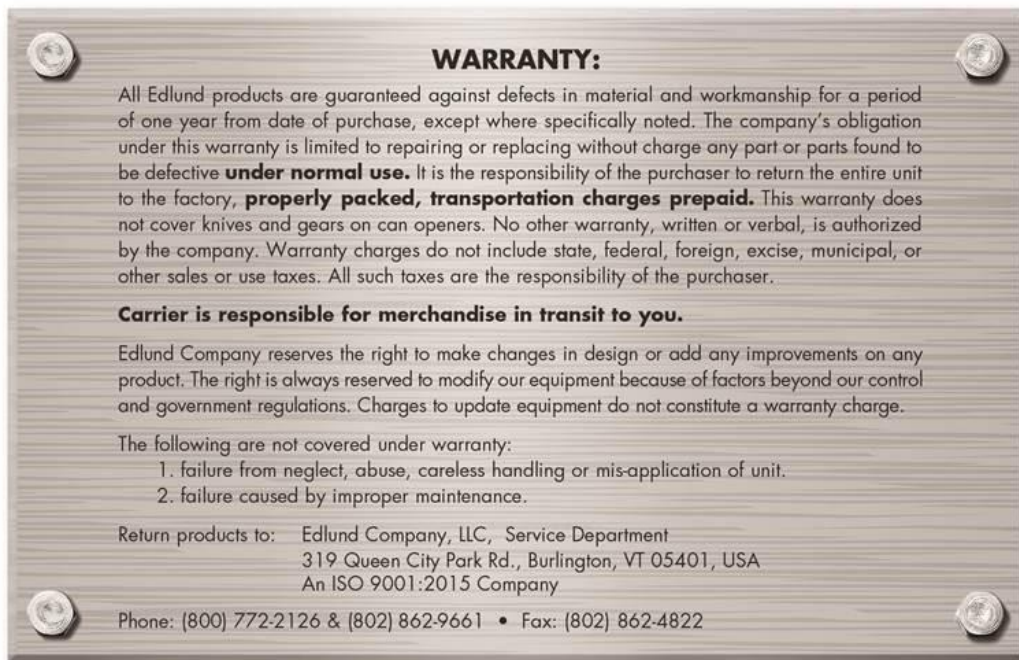 WARRANTY:
All Edlund products are guaranteed against defects in material and workmanship for a period
of one year from date of purchase, except where specifically noted. The company's obligation
under this warranty is limited to repairing or replacing without charge any part or parts found to
be defective under normal use. It is the responsibility of the purchaser to return the entire unit
to the factory, properly packed, transportation charges prepaid. This warranty does
not cover knives and gears on can openers. No other warranty, written or verbal, is authorized
by the company. Warranty charges do not include state, federal, foreign, excise, municipal, or
other sales or use taxes. All such taxes are the responsibility of the purchaser.
Carrier is responsible for merchandise in transit to you.
Edlund Company reserves the right to make changes in design or add any improvements on any
product. The right is always reserved to modify our equipment because of factors beyond our control
and government regulations. Charges to update equipment do not constitute a warranty charge.
The following are not covered under warranty:
1. failure from neglect, abuse, careless handling or mis-application of unit.
2. failure caused by improper maintenance.
Return products to: Edlund Company, LLC, Service Department
319 Queen City Park Rd., Burlington, VT 05401, USA
An ISO 9001:2015 Company
Phone: (800) 772-2126 & (802) 862-9661 • Fax: (802) 862-4822